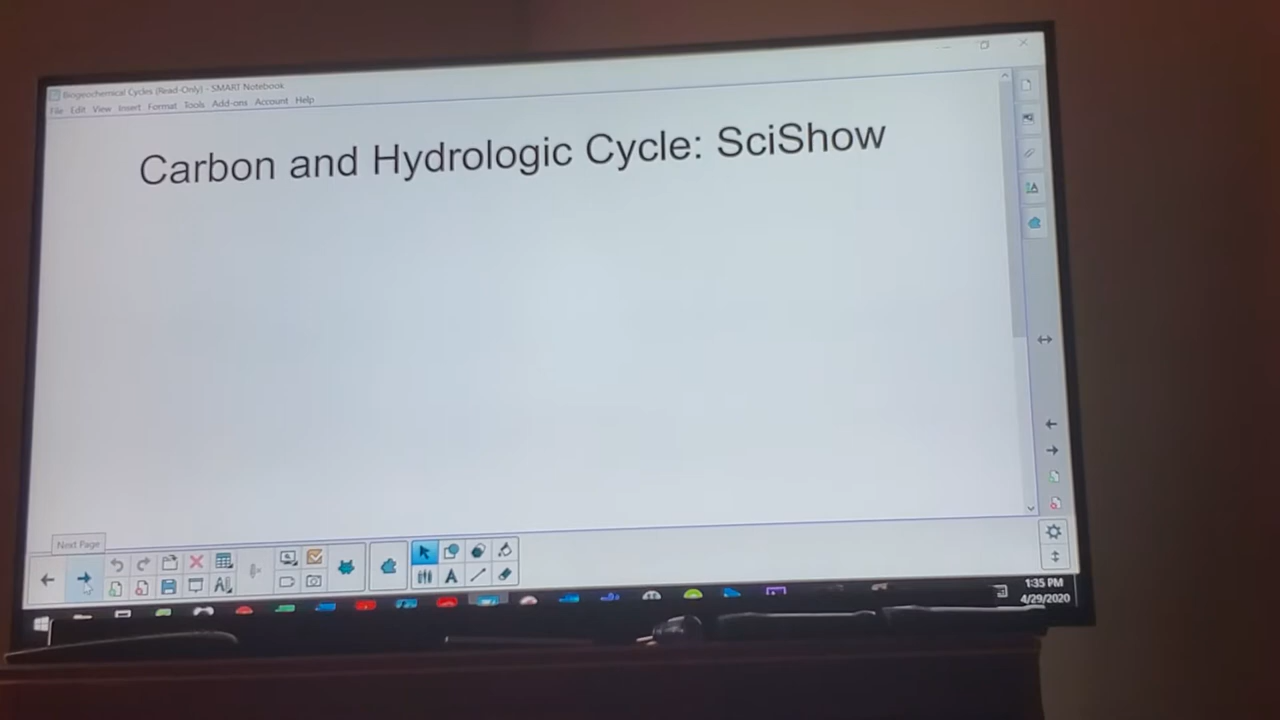 Biogeochemical Cycles (Read-Only) - SMART Notebook
File Edit View Insert Format Tools Add-ons Account Help
Carbon and Hydrologic Cycle: SciShow
Next Page
1:35 PM
4/29/2020